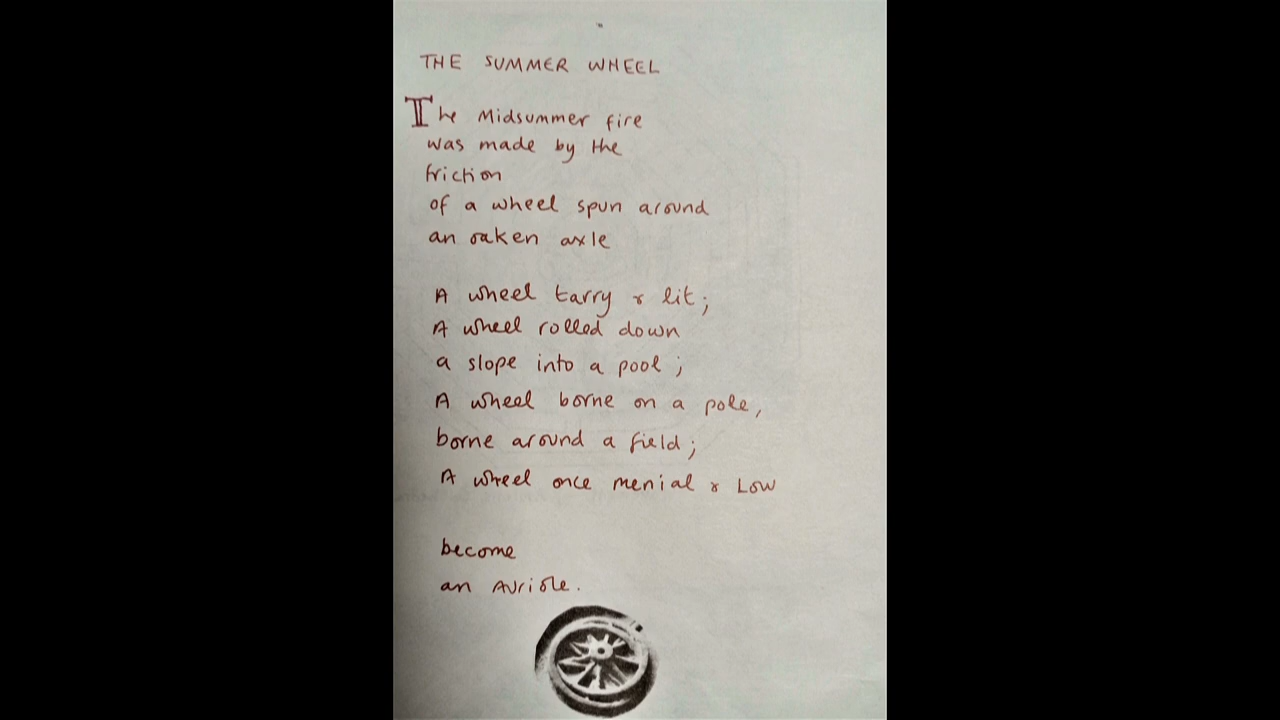 THE SUMMER WHEEL
The Midsummer fire
was made by the
friction
of a wheel spun around
an oaken axle
A wheel tarry & lit;
A wheel rolled down
a slope into a pool;
A wheel borne on a pole,
borne around a field;
A wheel once menial & Low
become
an Auriole.